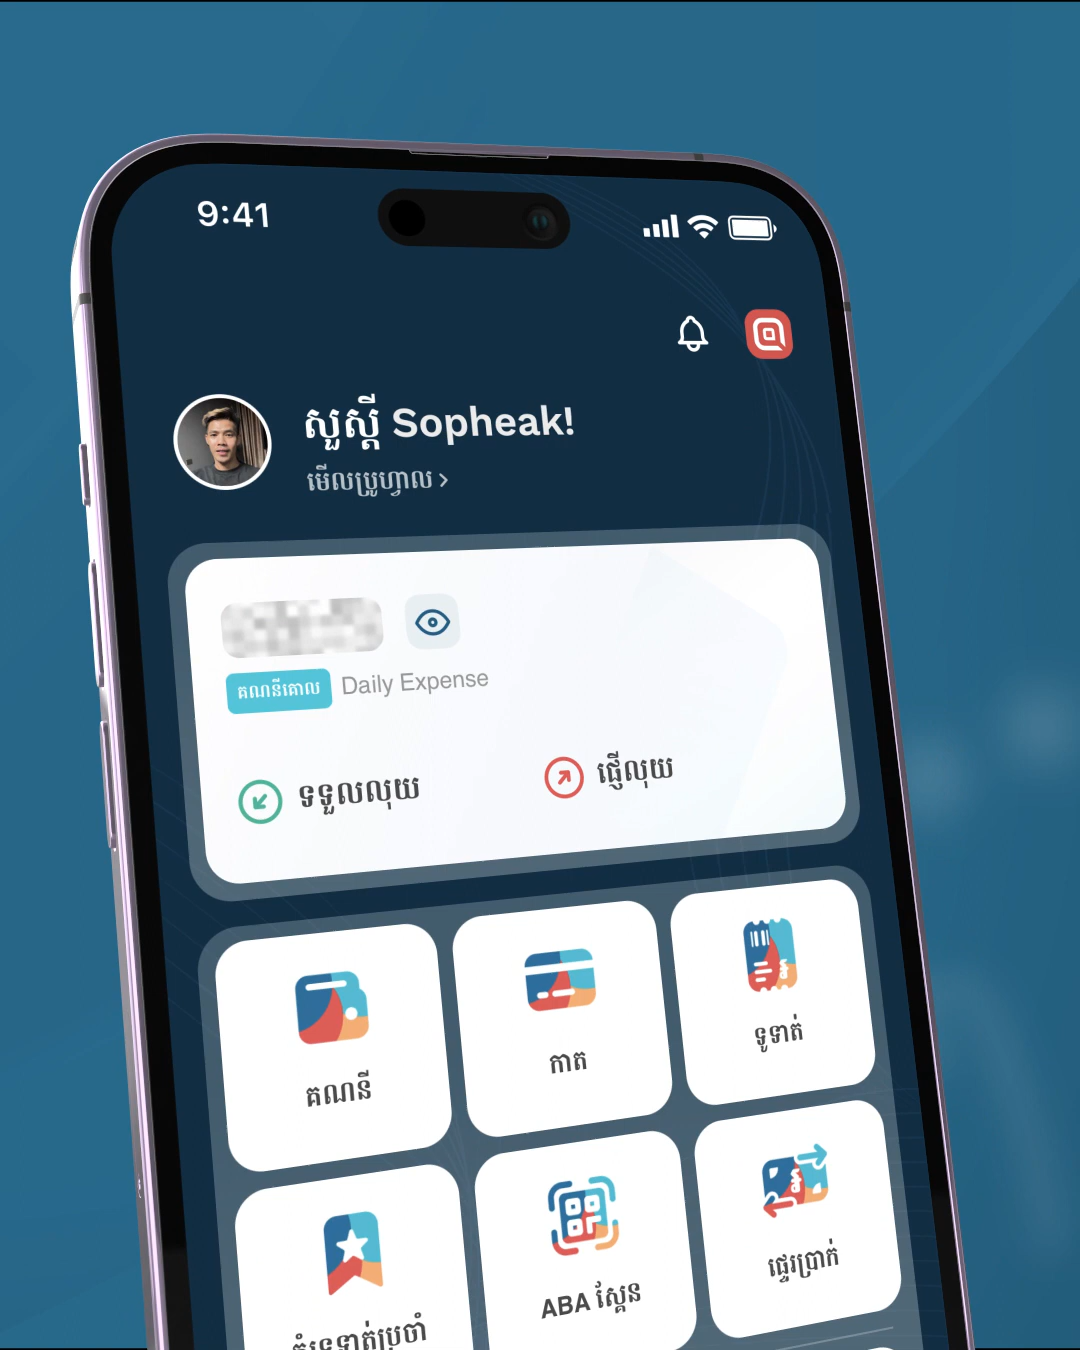 9:41
សួស្តី Sopheak!
មើលប្រូហ្វាល >
គណនីគោល Daily Expense
ទទួលលុយ
ផ្ញើលុយ
គណនី
កាត
ទូទាត់
ABA ស្កែន
ផ្ទេរប្រាក់